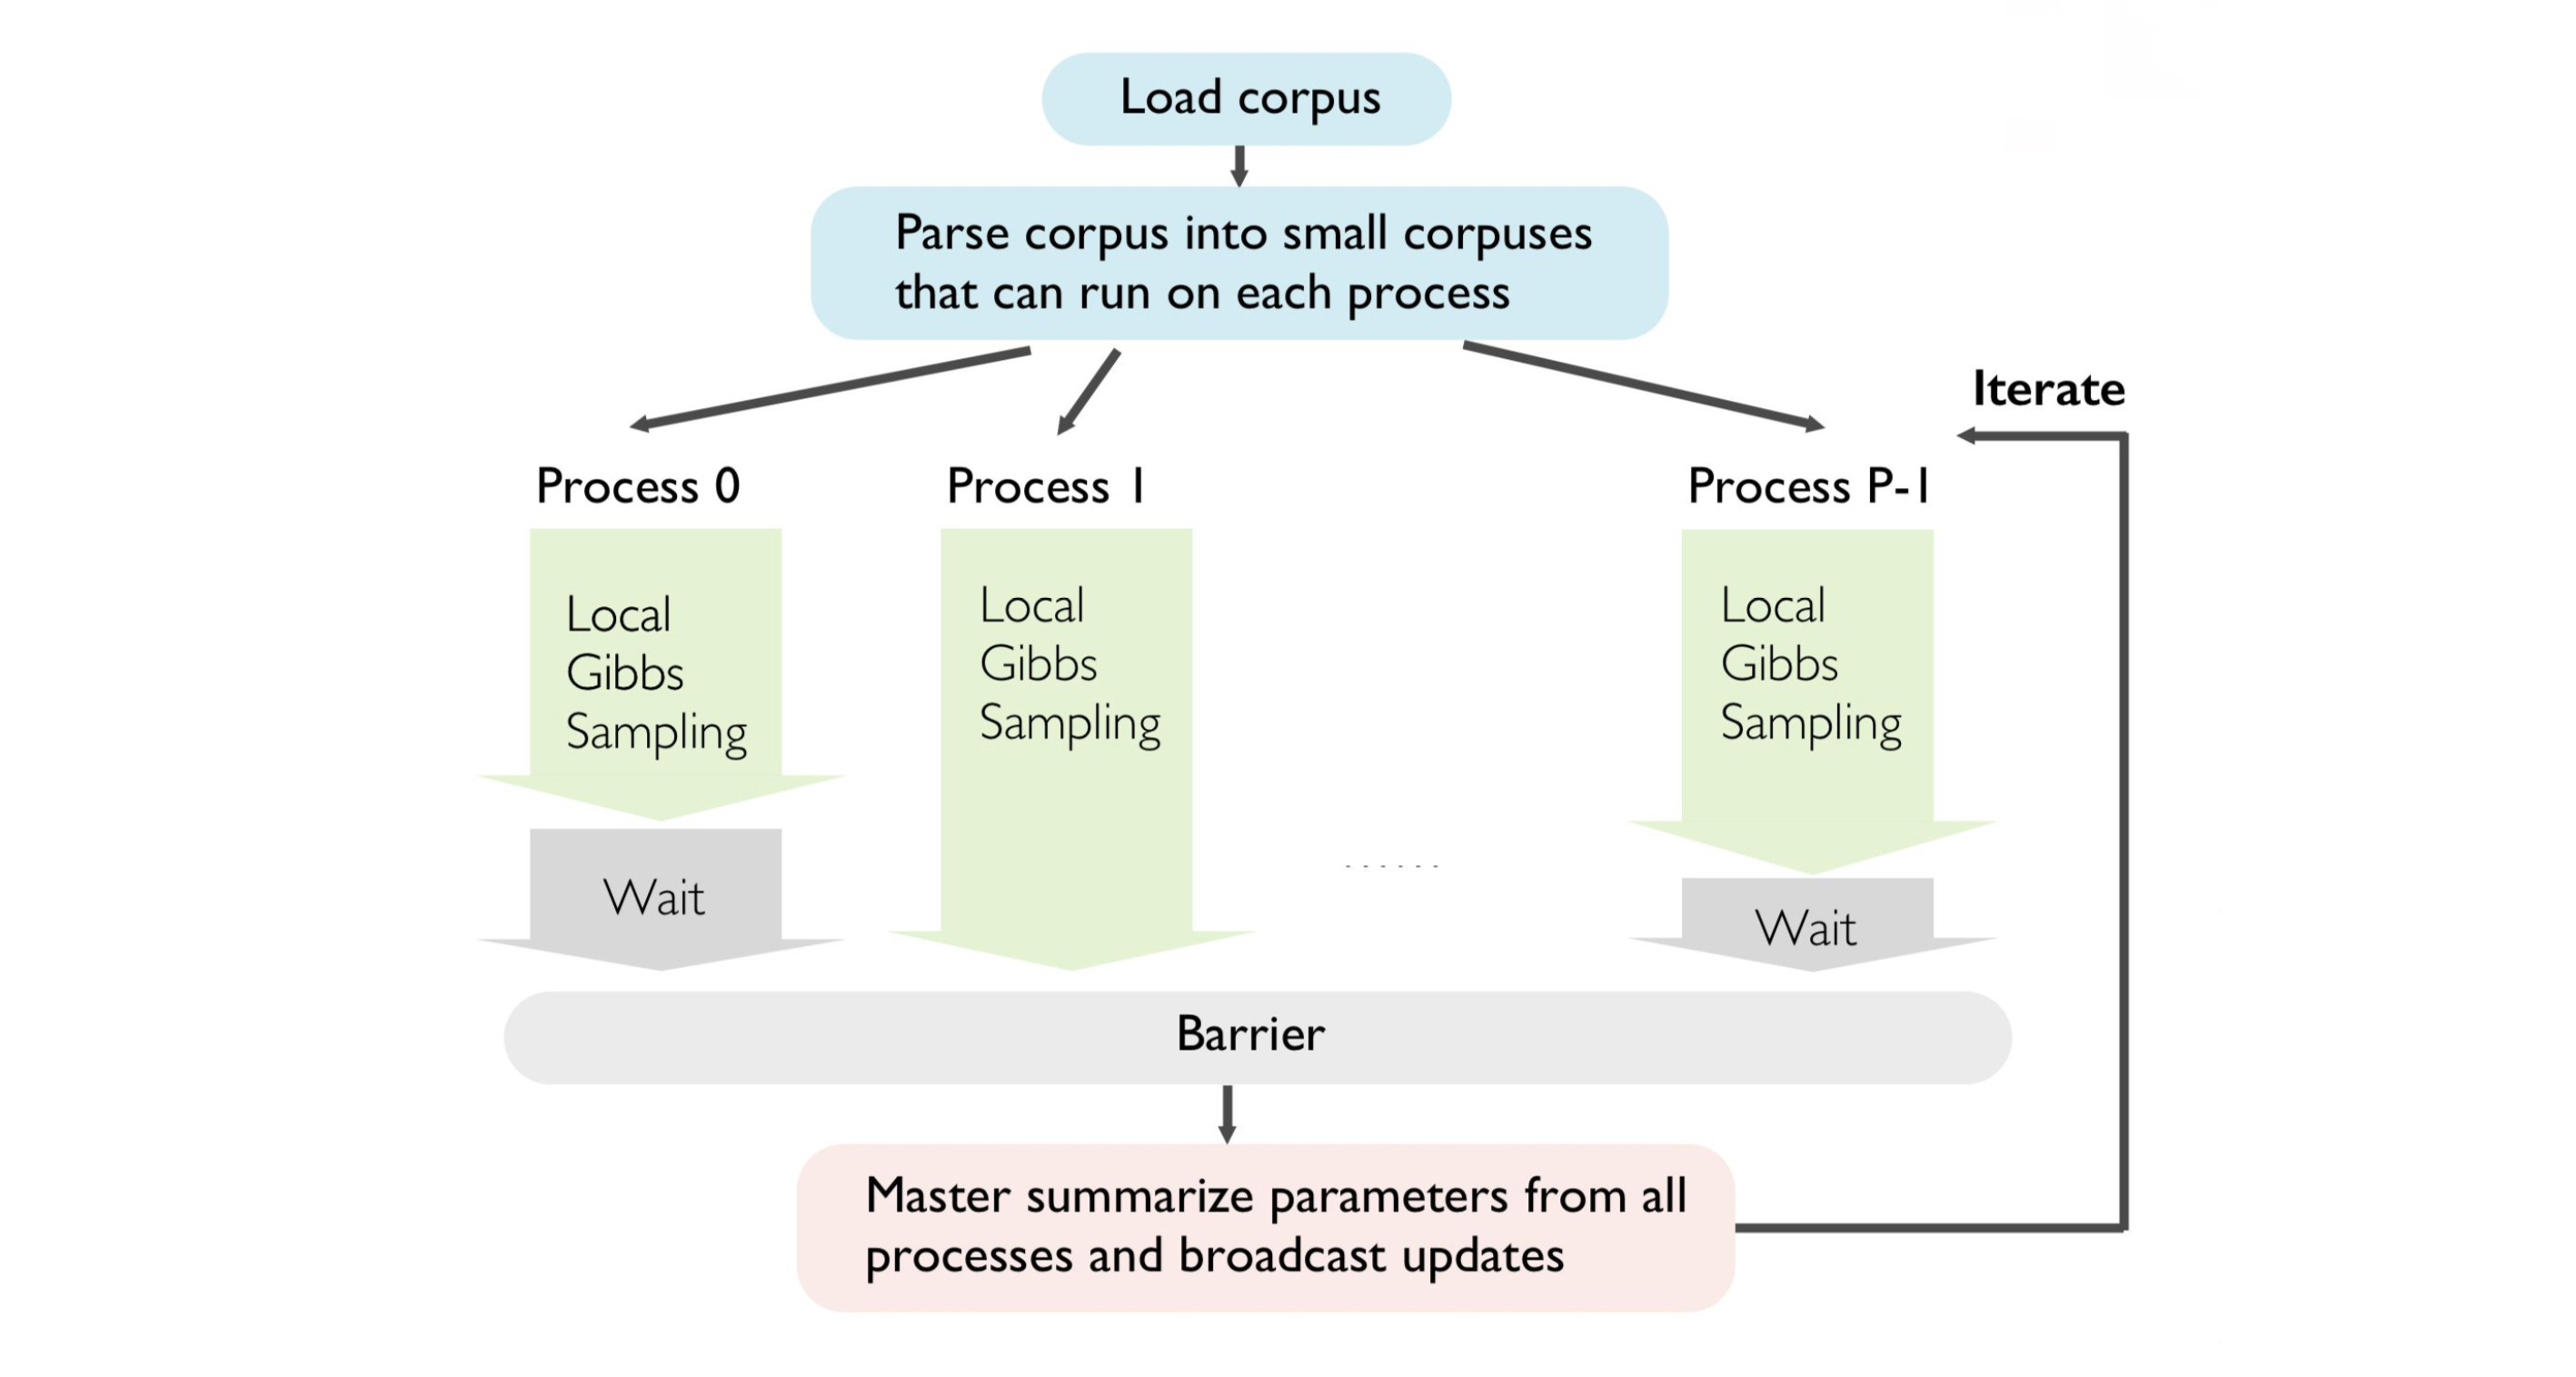 Load corpus
Parse corpus into small corpuses
that can run on each process
Iterate
Process 0
Process 1
Process P-1
Local
Gibbs
Sampling
Local
Gibbs
Sampling
......
Local
Gibbs
Sampling
Wait
Wait
Barrier
Master summarize parameters from all
processes and broadcast updates